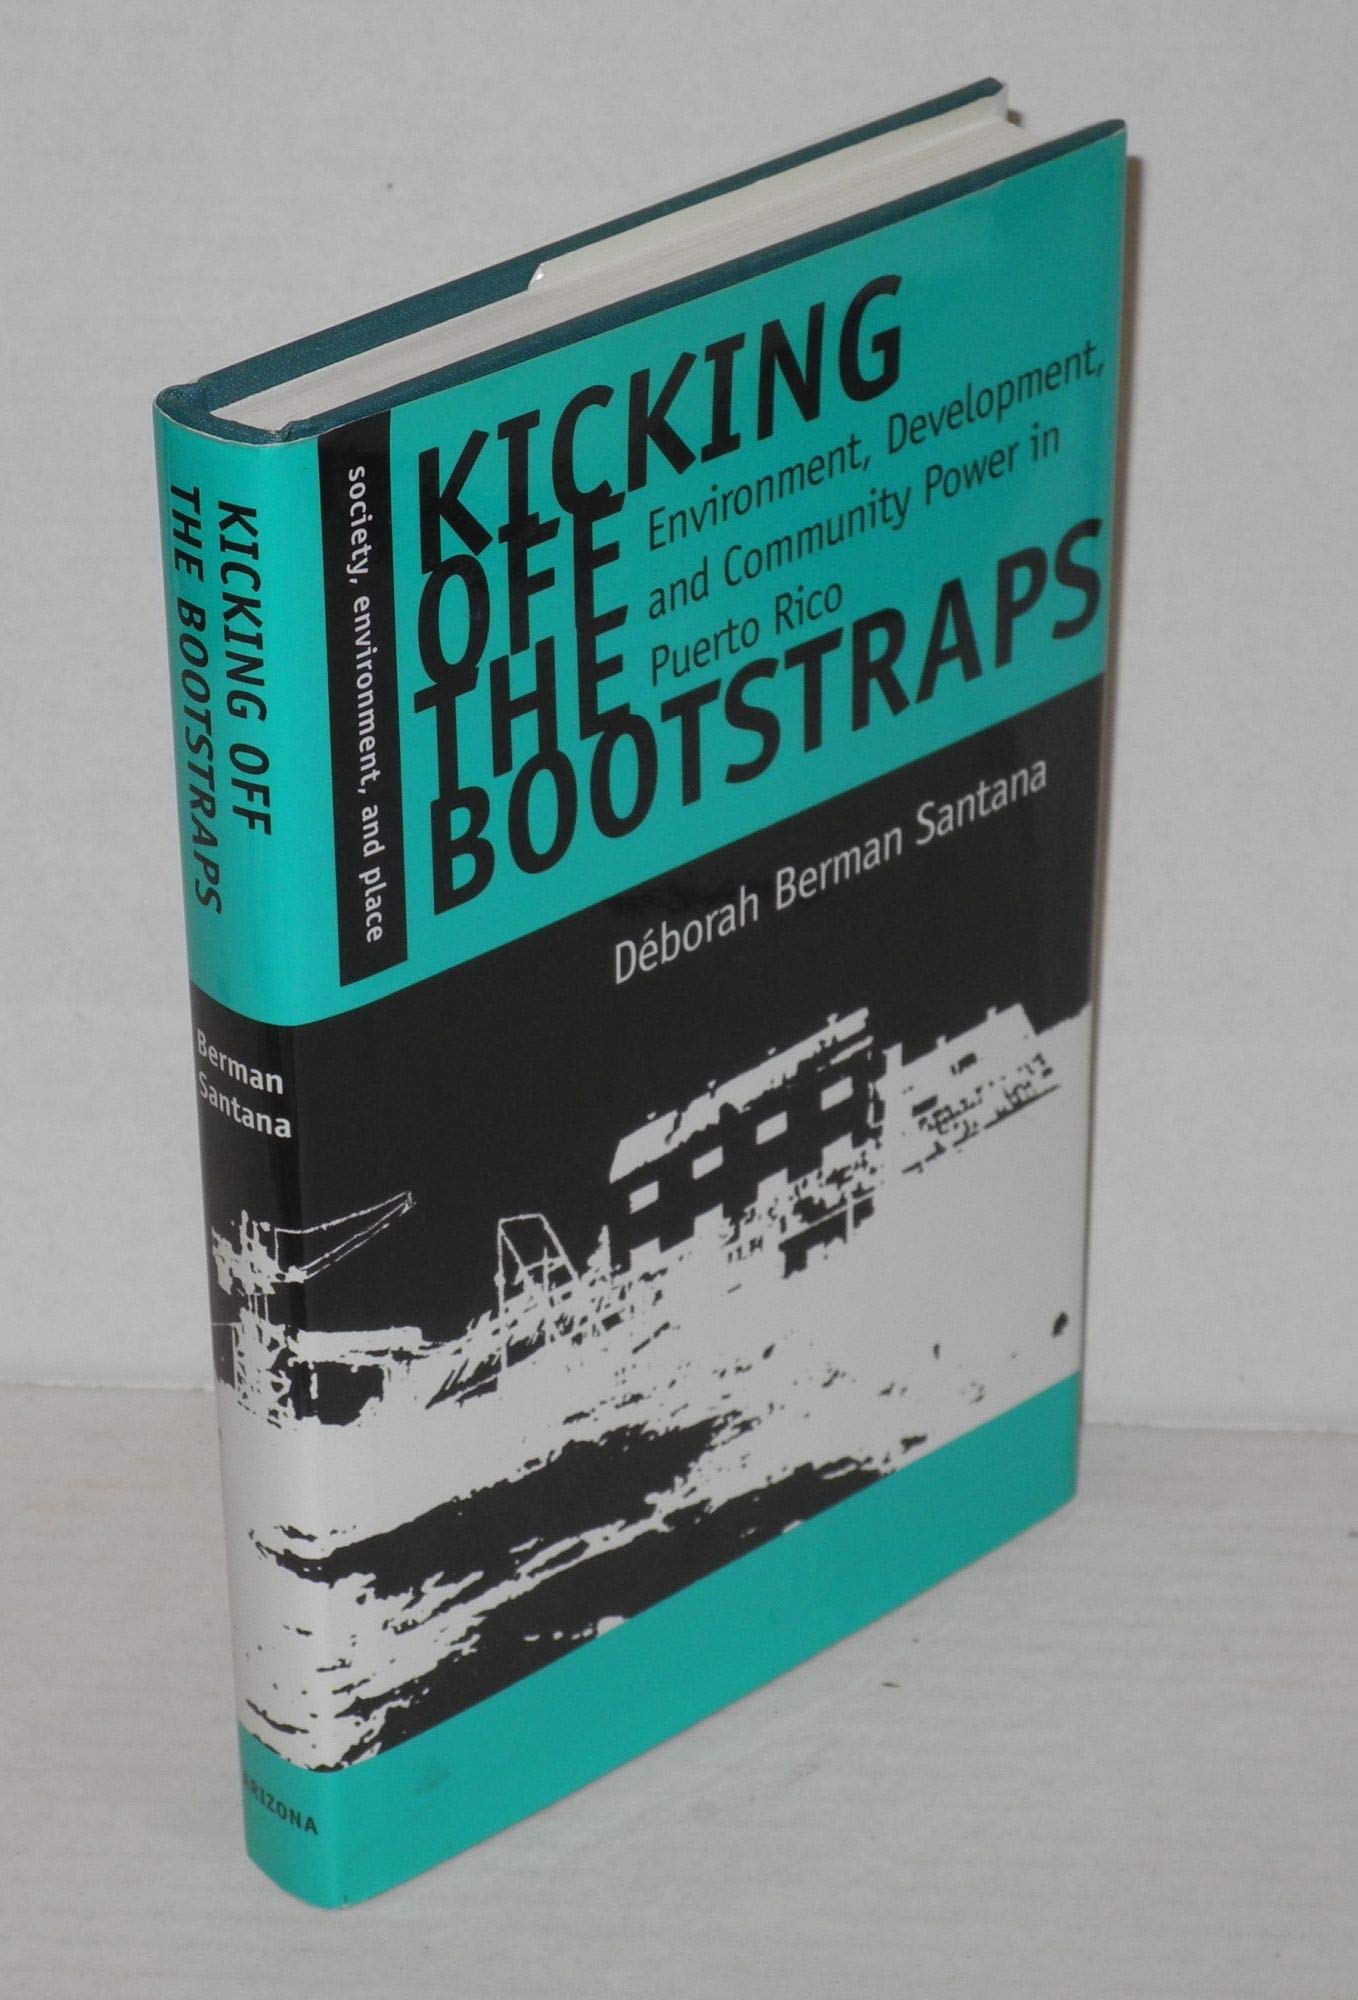 KICKING
OFF
THE
BOOTSTRAPS
Environment, Development,
and Community Power in
Puerto Rico
Déborah Berman Santana
society, environment, and place
KICKING OFF
THE BOOTSTRAPS
Berman
Santana
ARIZONA